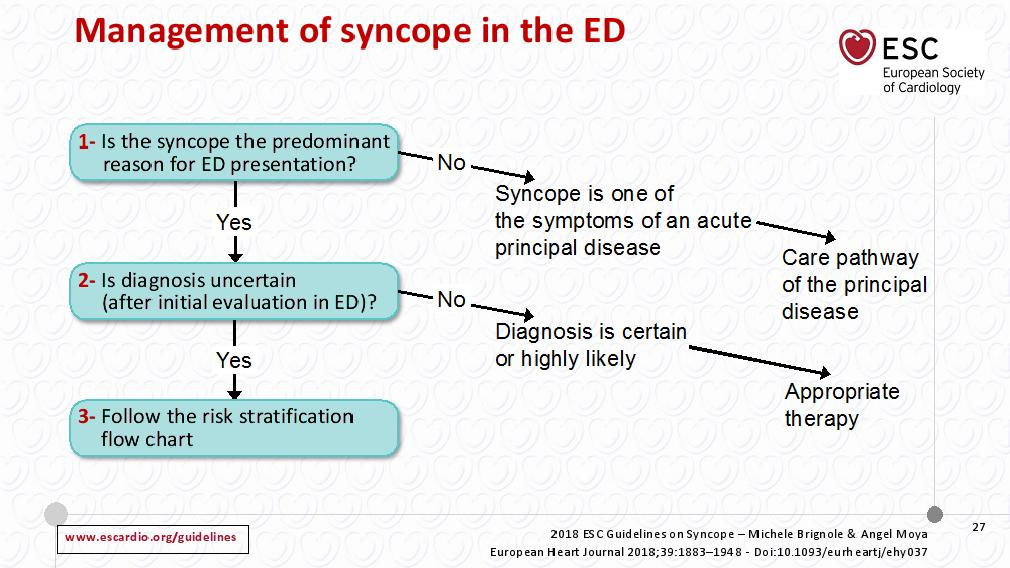 Management of syncope in the ED
ESC
European Society
of Cardiology
1- Is the syncope the predominant
reason for ED presentation?
No
Syncope is one of
the symptoms of an acute
principal disease
Care pathway
of the principal
disease
Yes
2- Is diagnosis uncertain
(after initial evaluation in ED)?
No
Diagnosis is certain
or highly likely
Appropriate
therapy
Yes
3- Follow the risk stratification
flow chart
www.escardio.org/guidelines
2018 ESC Guidelines on Syncope – Michele Brignole & Angel Moya
European Heart Journal 2018;39:1883–1948 - Doi:10.1093/eurheartj/ehy037
27